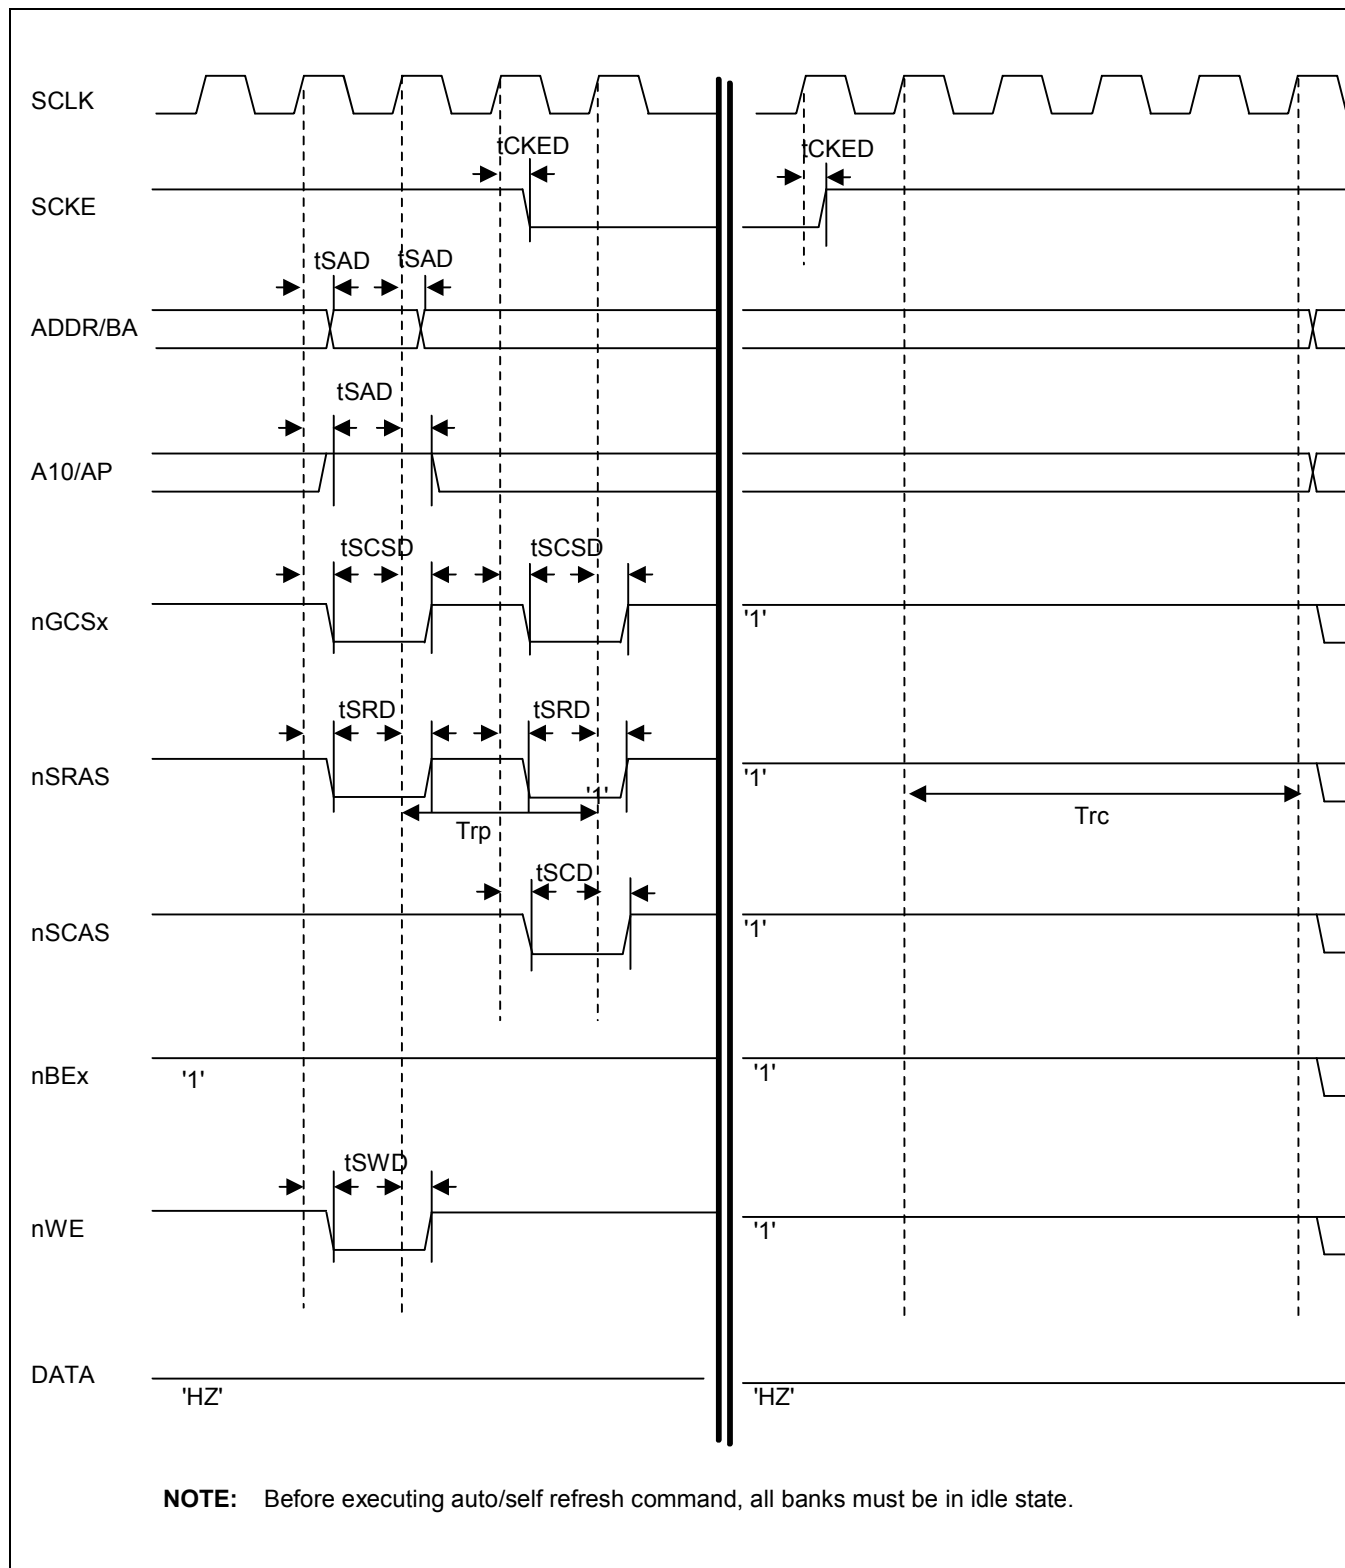 SCLK
tCKED
tCKED
SCKE
tSAD
tSAD
ADDR/BA
tSAD
A10/AP
tSCSD
tSCSD
nGCSx
'1'
tSRD
tSRD
nSRAS
'1'
'1'
Trp
Trc
tSCD
nSCAS
'1'
nBEx
'1'
'1'
tSWD
nWE
'1'
DATA
'HZ'
'HZ'
NOTE: Before executing auto/self refresh command, all banks must be in idle state.